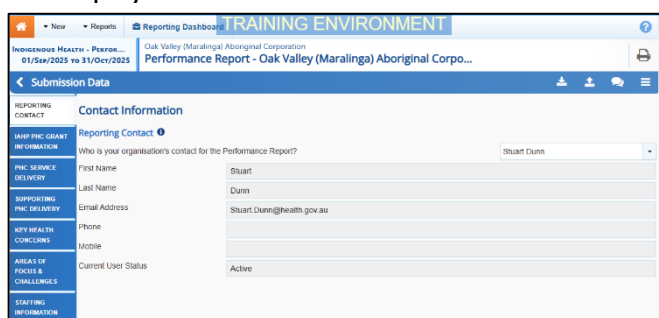 New Reports Reporting Dashboard TRAINING ENVIRONMENT
Indigenous Health - Perfor...
01/Sep/2025 to 31/Oct/2025
Oak Valley (Maralinga) Aboriginal Corporation
Performance Report - Oak Valley (Maralinga) Aboriginal Corpo...
Submission Data
REPORTING
CONTACT
IAHP PHC GRANT
INFORMATION
PHC SERVICE
DELIVERY
SUPPORTING
PHC DELIVERY
KEY HEALTH
CONCERNS
AREAS OF
FOCUS &
CHALLENGES
STAFFING
INFORMATION
Contact Information
Reporting Contact
Who is your organisation's contact for the Performance Report? Stuart Dunn
First Name Stuart
Last Name Dunn
Email Address Stuart.Dunn@health.gov.au
Phone
Mobile
Current User Status Active